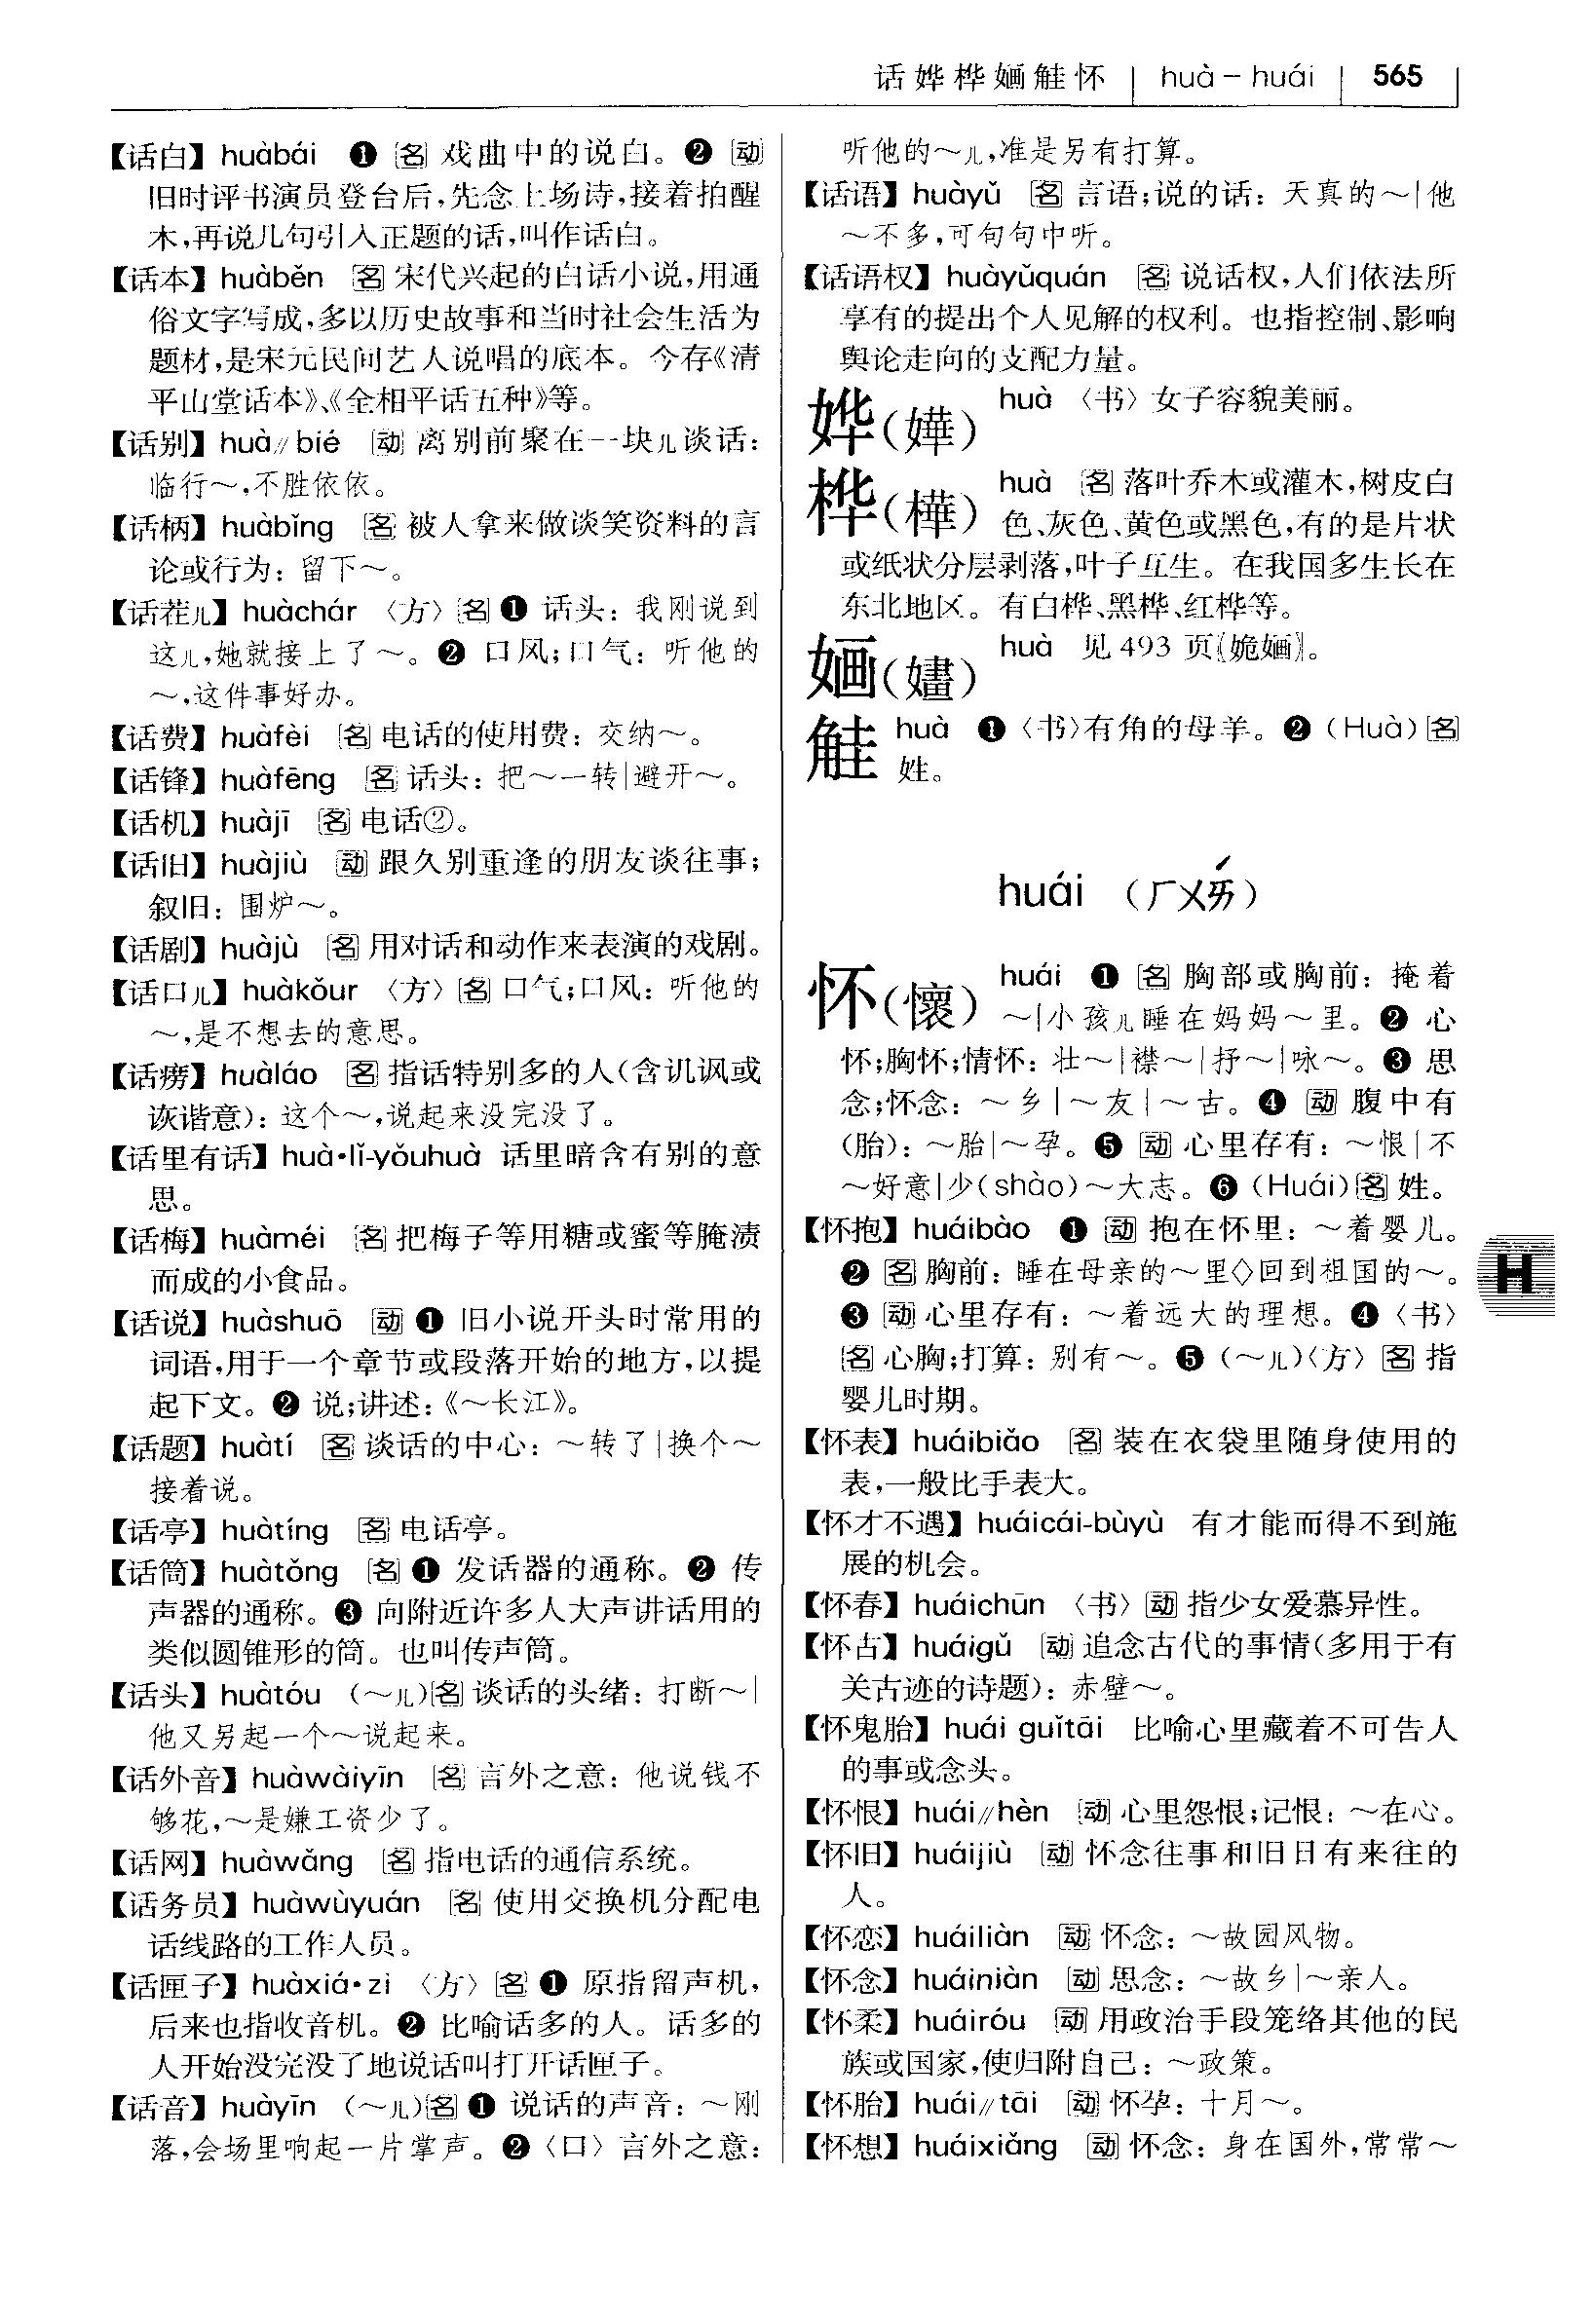 话 婳 桦 婳 觟 怀 | huà – huái | 565
【话白】huàbái ❶ 名 戏曲中的说白。❷ 动
旧时评书演员登台后,先念上场诗,接着拍醒
木,再说几句引入正题的话,叫作话白。
【话本】huàběn 名 宋代兴起的白话小说,用通
俗文字写成,多以历史故事和当时社会生活为
题材,是宋元民间艺人说唱的底本。今存《清
平山堂话本》、《全相平话五种》等。
【话别】huà∥bié 动 离别前聚在一块儿谈话:
临行～,不胜依依。
【话柄】huàbǐng 名 被人拿来做谈笑资料的言
论或行为:留下～。
【话茬儿】huàchár 〈方〉名 ❶ 话头:我刚说到
这儿,她就接上了～。❷ 口风;口气:听他的
～,这件事好办。
【话费】huàfèi 名 电话的使用费:交纳～。
【话锋】huàfēng 名 话头:把～一转|避开～。
【话机】huàjī 名 电话②。
【话旧】huàjiù 动 跟久别重逢的朋友谈往事;
叙旧:围炉～。
【话剧】huàjù 名 用对话和动作来表演的戏剧。
【话口儿】huàkǒur 〈方〉名 口气;口风:听他的
～,是不想去的意思。
【话痨】huàláo 名 指话特别多的人(含讥讽或
诙谐意):这个～,说起来没完没了。
【话里有话】huà·lǐ-yǒuhuà 话里暗含有别的意
思。
【话梅】huàméi 名 把梅子等用糖或蜜等腌渍
而成的小食品。
【话说】huàshuō 动 ❶ 旧小说开头时常用的
词语,用于一个章节或段落开始的地方,以提
起下文。❷ 说;讲述:《～长江》。
【话题】huàtí 名 谈话的中心:～转了|换个～
接着说。
【话亭】huàtíng 名 电话亭。
【话筒】huàtǒng 名 ❶ 发话器的通称。❷ 传
声器的通称。❸ 向附近许多人大声讲话用的
类似圆锥形的筒。也叫传声筒。
【话头】huàtóu (～儿)名 谈话的头绪:打断～|
他又另起一个～说起来。
【话外音】huàwàiyīn 名 言外之意:他说钱不
够花,～是嫌工资少了。
【话网】huàwǎng 名 指电话的通信系统。
【话务员】huàwùyuán 名 使用交换机分配电
话线路的工作人员。
【话匣子】huàxiá·zi 〈方〉名 ❶ 原指留声机,
后来也指收音机。❷ 比喻话多的人。话多的
人开始没完没了地说话叫打开话匣子。
【话音】huàyīn (～儿)名 ❶ 说话的声音:～刚
落,会场里响起一片掌声。❷〈口〉言外之意:
听他的～儿,准是另有打算。
【话语】huàyǔ 名 言语;说的话:天真的～|他
～不多,可句句中听。
【话语权】huàyǔquán 名 说话权,人们依法所
享有的提出个人见解的权利。也指控制、影响
舆论走向的支配力量。
婳(嬅) huà 〈书〉女子容貌美丽。
桦(樺) huà 名 落叶乔木或灌木,树皮白
色、灰色、黄色或黑色,有的是片状
或纸状分层剥落,叶子互生。在我国多生长在
东北地区。有白桦、黑桦、红桦等。
婳(嫿) huà 见 493 页〖姽婳〗。
觟 huà ❶〈书〉有角的母羊。❷(Huà)名
姓。
huái (ㄏㄨㄞˊ)
怀(懷) huái ❶ 名 胸部或胸前:掩着
～|小孩儿睡在妈妈～里。❷ 心
怀;胸怀;情怀:壮～|襟～|抒～|咏～。❸ 思
念;怀念:～乡|～友|～古。❹ 动 腹中有
(胎):～胎|～孕。❺ 动 心里存有:～恨|不
～好意|少(shào)～大志。❻ (Huái)名 姓。
【怀抱】huáibào ❶ 动 抱在怀里:～着婴儿。
❷ 名 胸前:睡在母亲的～里◇回到祖国的～。
❸ 动 心里存有:～着远大的理想。❹〈书〉
名 心胸;打算:别有～。❺ (～儿)〈方〉名 指
婴儿时期。
【怀表】huáibiǎo 名 装在衣袋里随身使用的
表,一般比手表大。
【怀才不遇】huáicái-bùyù 有才能而得不到施
展的机会。
【怀春】huáichūn 〈书〉动 指少女爱慕异性。
【怀古】huáigǔ 动 追念古代的事情(多用于有
关古迹的诗题):赤壁～。
【怀鬼胎】huái guǐtāi 比喻心里藏着不可告人
的事或念头。
【怀恨】huái∥hèn 动 心里怨恨;记恨:～在心。
【怀旧】huáijiù 动 怀念往事和旧日有来往的
人。
【怀恋】huáiliàn 动 怀念:～故园风物。
【怀念】huáiniàn 动 思念:～故乡|～亲人。
【怀柔】huáiróu 动 用政治手段笼络其他的民
族或国家,使归附自己:～政策。
【怀胎】huái∥tāi 动 怀孕:十月～。
【怀想】huáixiǎng 动 怀念:身在国外,常常～
H